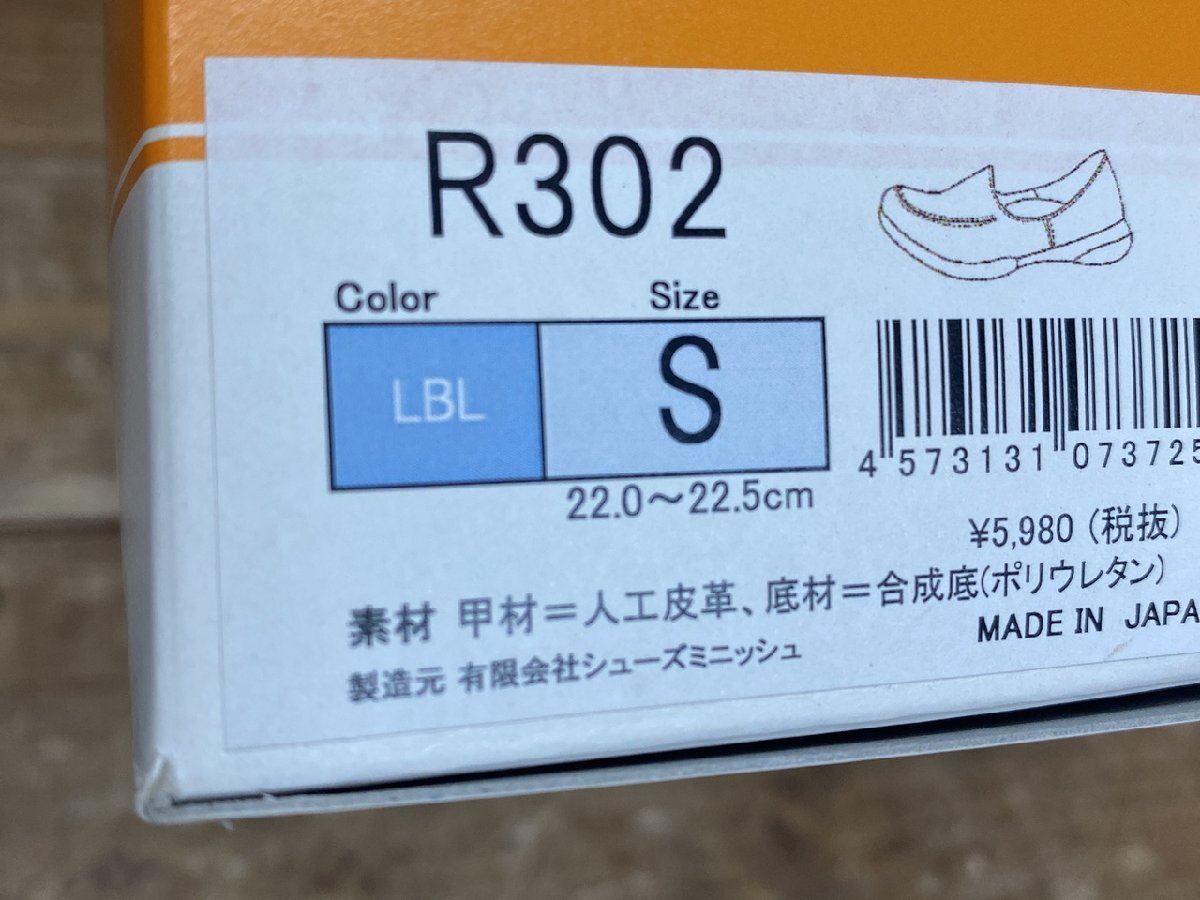 R302
Color Size
LBL S
22.0～22.5cm
4 573131 073725
¥5,980（税抜）
素材 甲材＝人工皮革、底材＝合成底(ポリウレタン)
MADE IN JAPA
製造元 有限会社シューズミニッシュ